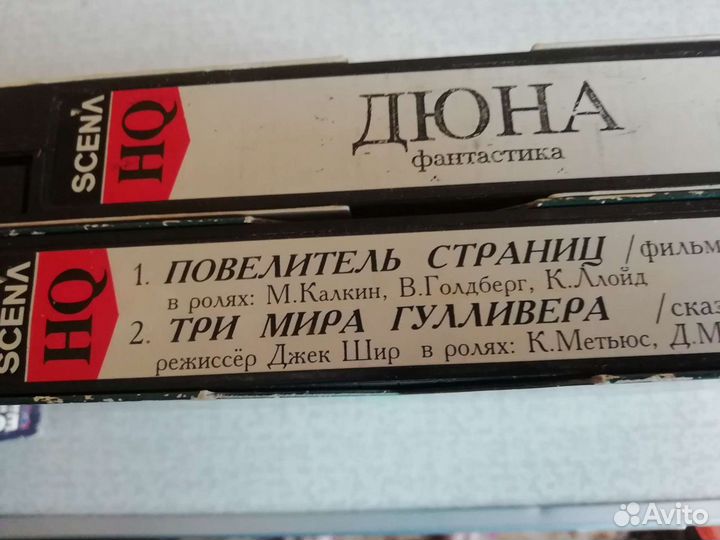 SCENA HQ
ДЮНА
фантастика
SCENA HQ
1. ПОВЕЛИТЕЛЬ СТРАНИЦ /фильм
в ролях: М.Калкин, В.Голдберг, К.Ллойд
2. ТРИ МИРА ГУЛЛИВЕРА /сказ
режиссёр Джек Шир в ролях: К.Метьюс, Д.М
Avito